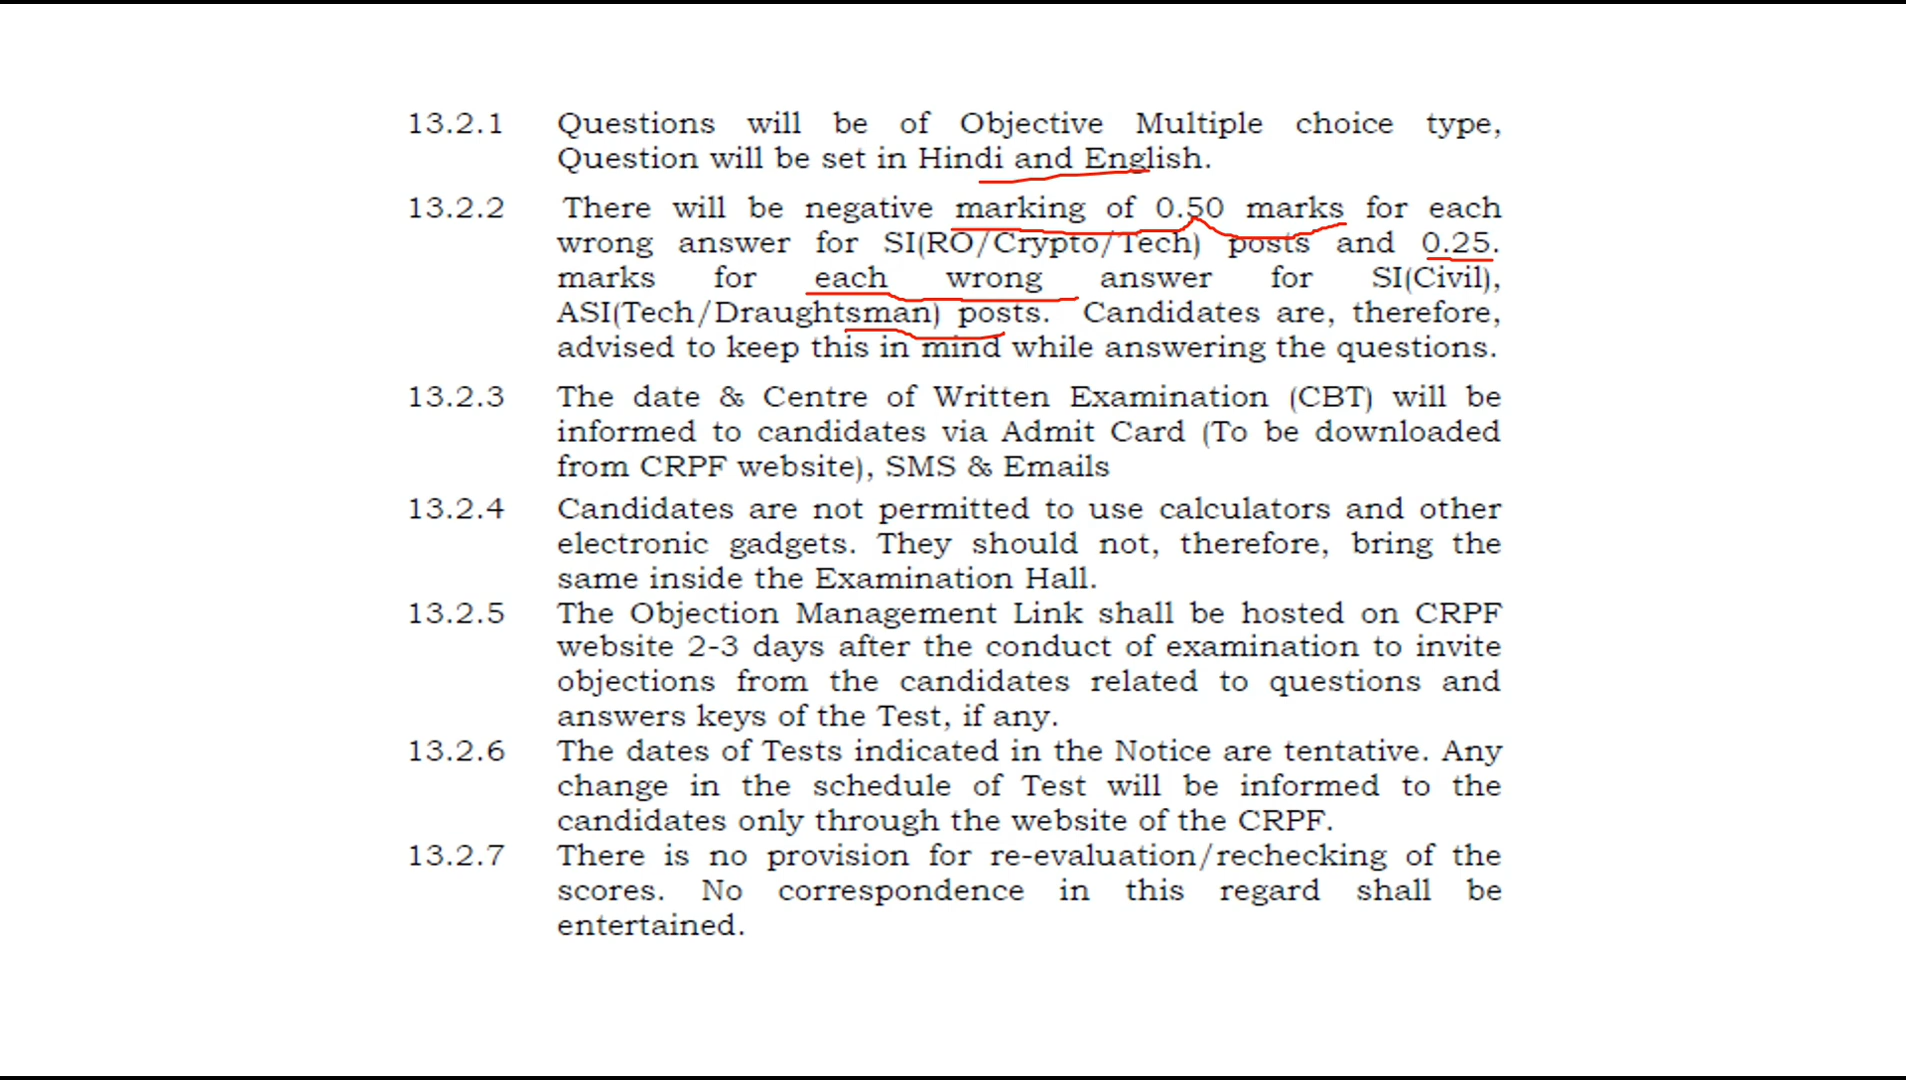 13.2.1 Questions will be of Objective Multiple choice type,
Question will be set in Hindi and English.
13.2.2 There will be negative marking of 0.50 marks for each
wrong answer for SI(RO/Crypto/Tech) posts and 0.25.
marks for each wrong answer for SI(Civil),
ASI(Tech/Draughtsman) posts. Candidates are, therefore,
advised to keep this in mind while answering the questions.
13.2.3 The date & Centre of Written Examination (CBT) will be
informed to candidates via Admit Card (To be downloaded
from CRPF website), SMS & Emails
13.2.4 Candidates are not permitted to use calculators and other
electronic gadgets. They should not, therefore, bring the
same inside the Examination Hall.
13.2.5 The Objection Management Link shall be hosted on CRPF
website 2-3 days after the conduct of examination to invite
objections from the candidates related to questions and
answers keys of the Test, if any.
13.2.6 The dates of Tests indicated in the Notice are tentative. Any
change in the schedule of Test will be informed to the
candidates only through the website of the CRPF.
13.2.7 There is no provision for re-evaluation/rechecking of the
scores. No correspondence in this regard shall be
entertained.